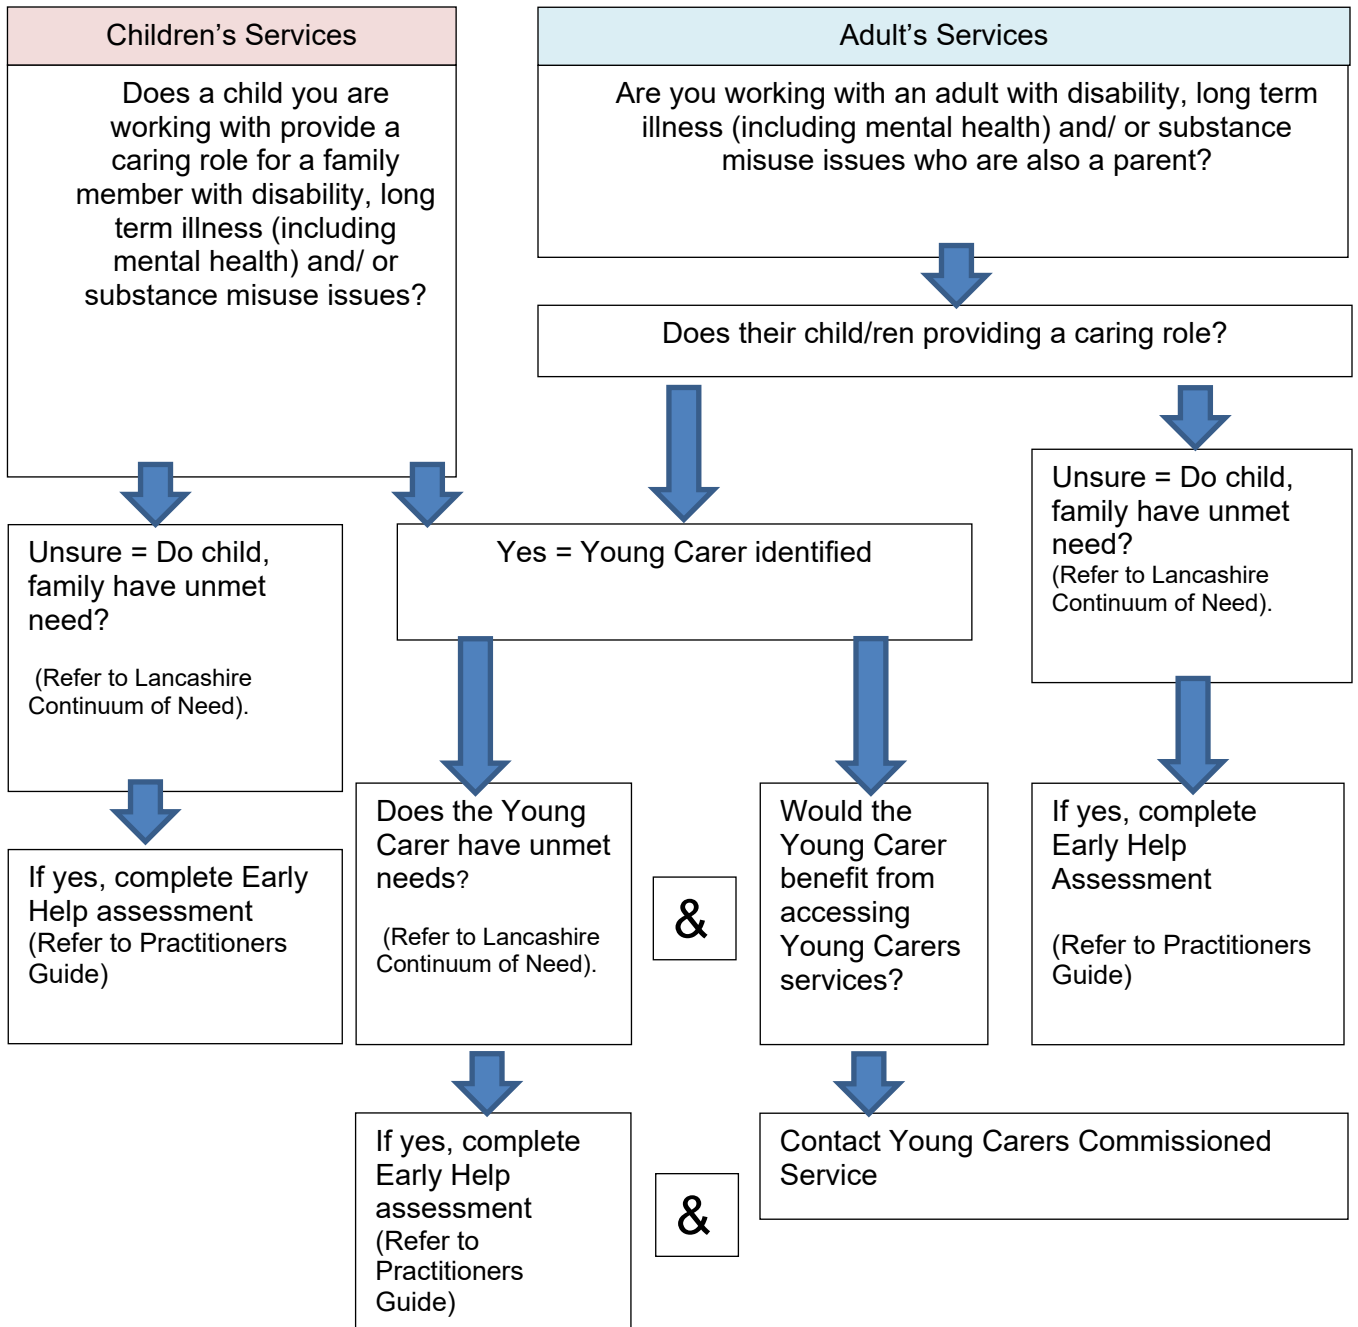 Children’s Services
Does a child you are
working with provide a
caring role for a family
member with disability, long
term illness (including
mental health) and/ or
substance misuse issues?
Adult’s Services
Are you working with an adult with disability, long term
illness (including mental health) and/ or substance
misuse issues who are also a parent?
Does their child/ren providing a caring role?
Unsure = Do child,
family have unmet
need?
(Refer to Lancashire
Continuum of Need).
Yes = Young Carer identified
Unsure = Do child,
family have unmet
need?
(Refer to Lancashire
Continuum of Need).
If yes, complete Early
Help assessment
(Refer to Practitioners
Guide)
Does the Young
Carer have unmet
needs?
(Refer to Lancashire
Continuum of Need).
&
Would the
Young Carer
benefit from
accessing
Young Carers
services?
If yes, complete
Early Help
Assessment
(Refer to Practitioners
Guide)
If yes, complete
Early Help
assessment
(Refer to
Practitioners
Guide)
&
Contact Young Carers Commissioned
Service